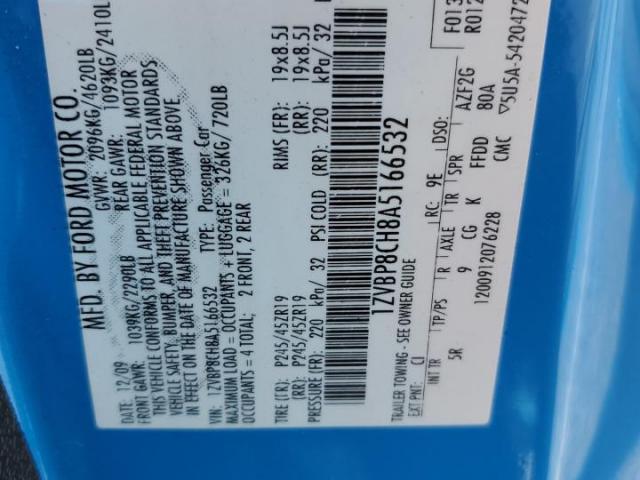 MFD. BY FORD MOTOR CO.
DATE: 12/09 GVWR: 2096KG/4620LB
FRONT GAWR: 1039KG/2290LB REAR GAWR: 1093KG/2410L
THIS VEHICLE CONFORMS TO ALL APPLICABLE FEDERAL MOTOR
VEHICLE SAFETY, BUMPER, AND THEFT PREVENTION STANDARDS
IN EFFECT ON THE DATE OF MANUFACTURE SHOWN ABOVE.
VIN: 1ZVBP8CH8A5166532 TYPE: Passenger Car
MAXIMUM LOAD = OCCUPANTS + LUGGAGE = 326KG/ 720LB
OCCUPANTS = 4 TOTAL; 2 FRONT, 2 REAR
TIRE (FR): P245/45ZR19 RIMS (FR): 19x8.5J
(RR): P245/45ZR19 (RR): 19x8.5J
PRESSURE (FR): 220 kPa/ 32 PSI COLD (RR): 220 kPa/ 32
1ZVBP8CH8A5166532
TRAILER TOWING - SEE OWNER GUIDE
EXT PNT: CI RC: 9E DSO: F013
INT TR TP/PS R AXLE TR SPR R012
5R 9 CG K FFDD AZF2G
80A
1200912076228 CMC ▽5U5A-5420472